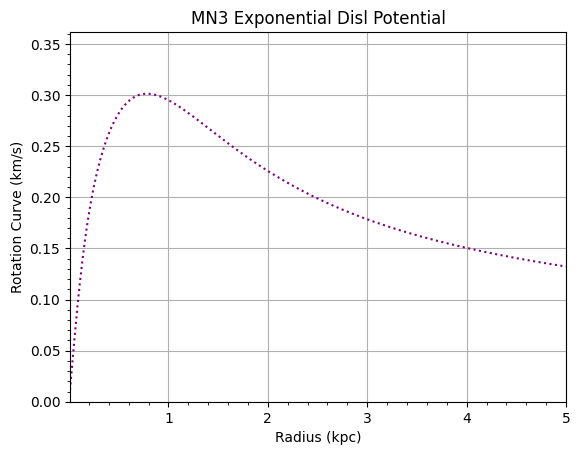 MN3 Exponential Disl Potential
0.35
0.30
0.25
0.20
0.15
0.10
0.05
0.00
Rotation Curve (km/s)
1 2 3 4 5
Radius (kpc)